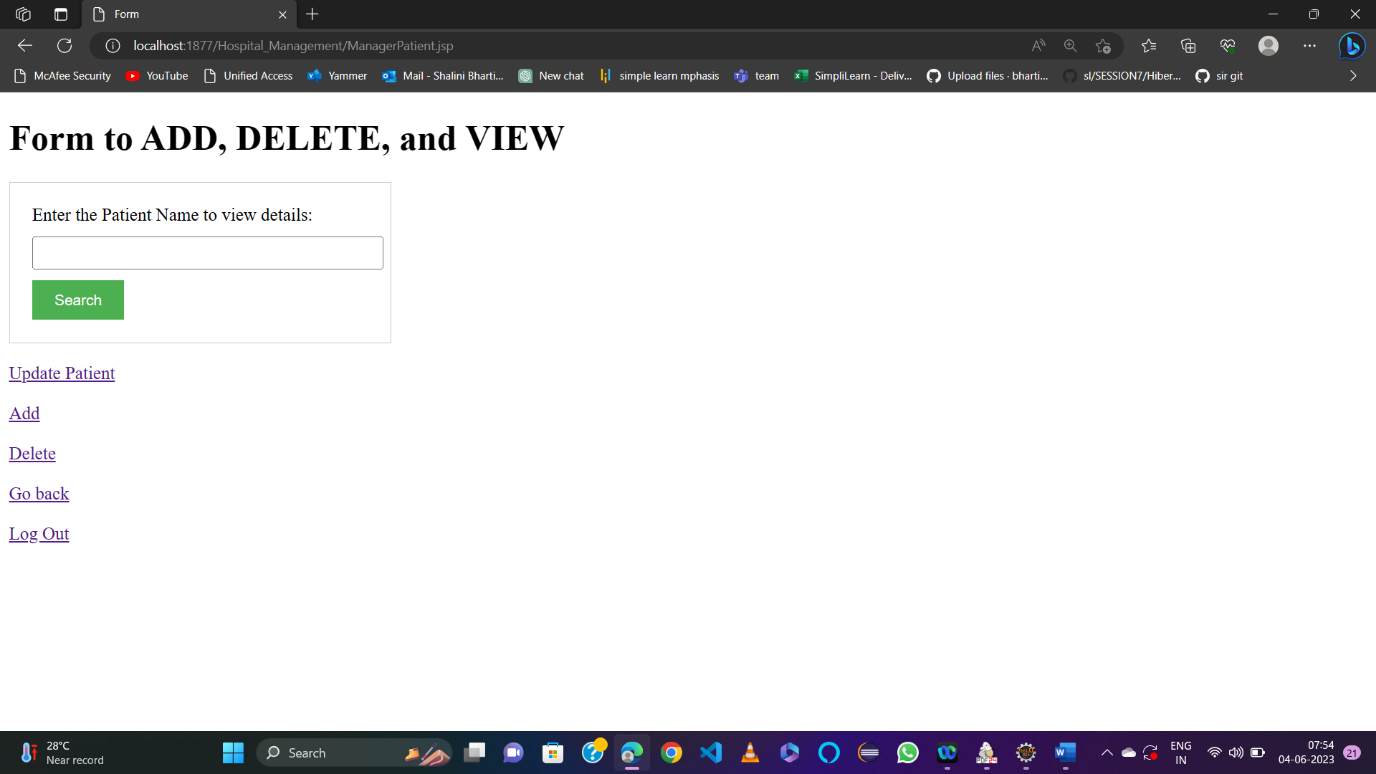 Form
localhost:1877/Hospital_Management/ManagerPatient.jsp
McAfee Security YouTube Unified Access Yammer Mail - Shalini Bharti... New chat simple learn mphasis team SimpliLearn - Deliv... Upload files · bharti... sl/SESSION7/Hiber... sir git
Form to ADD, DELETE, and VIEW
Enter the Patient Name to view details:
Search
Update Patient
Add
Delete
Go back
Log Out
28°C
Near record
Search
ENG
IN
07:54
04-06-2023
21